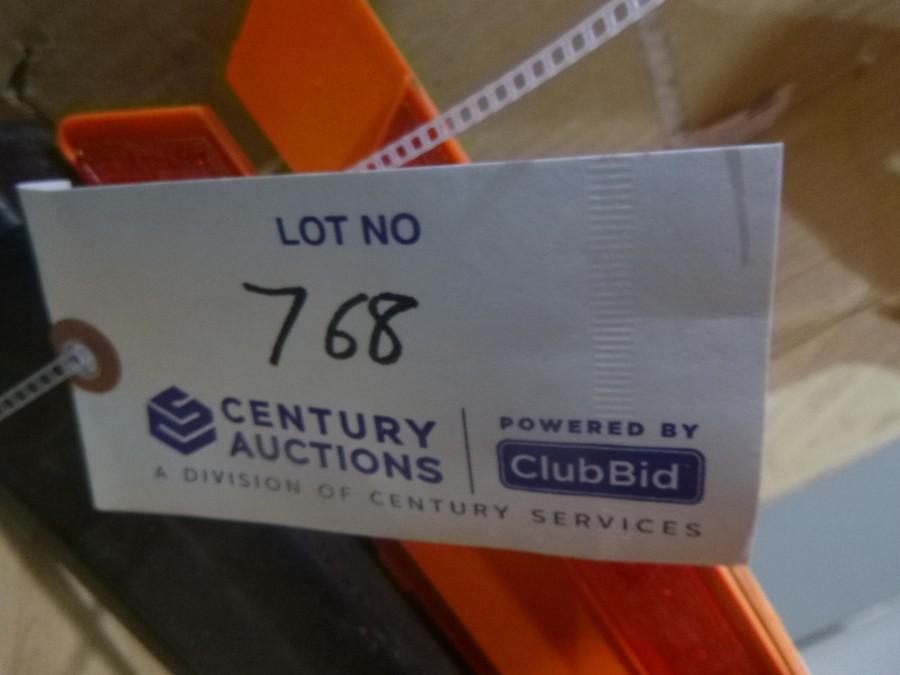 LOT NO
768
CENTURY
AUCTIONS
A DIVISION OF CENTURY SERVICES
POWERED BY
ClubBid